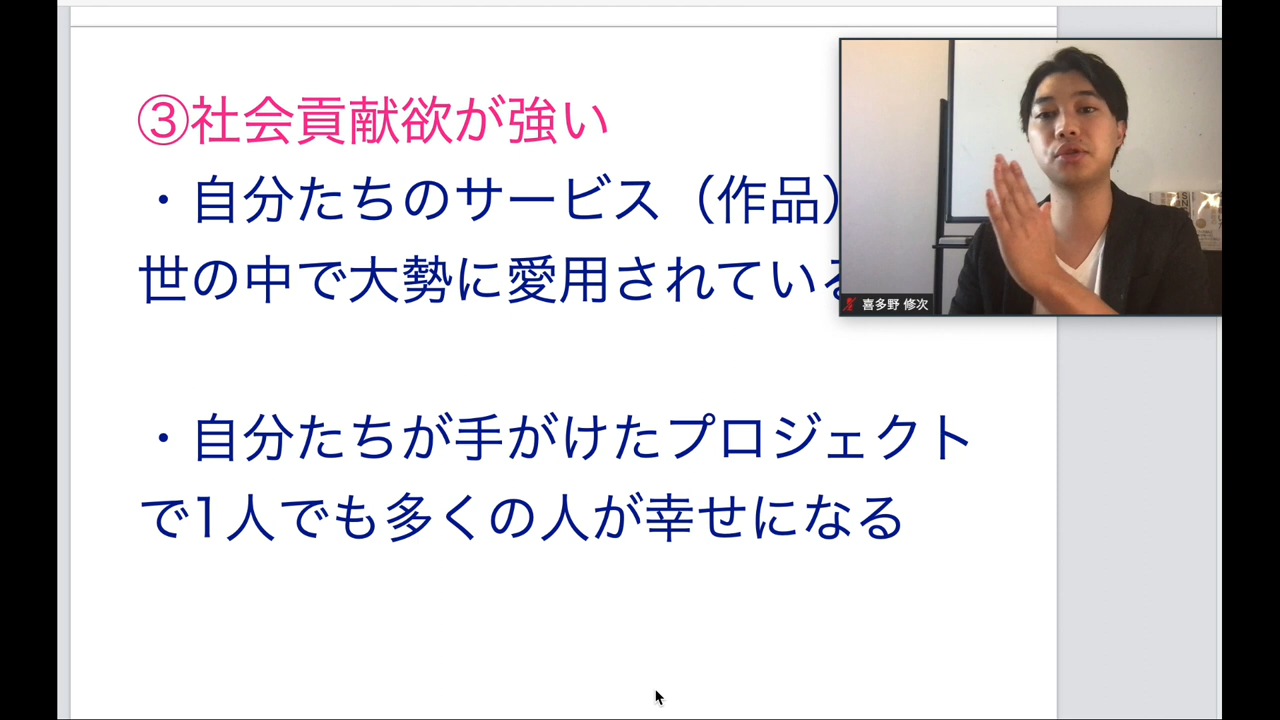 ③社会貢献欲が強い
・自分たちのサービス（作品）
世の中で大勢に愛用されている
・自分たちが手がけたプロジェクト
で1人でも多くの人が幸せになる
喜多野 修次